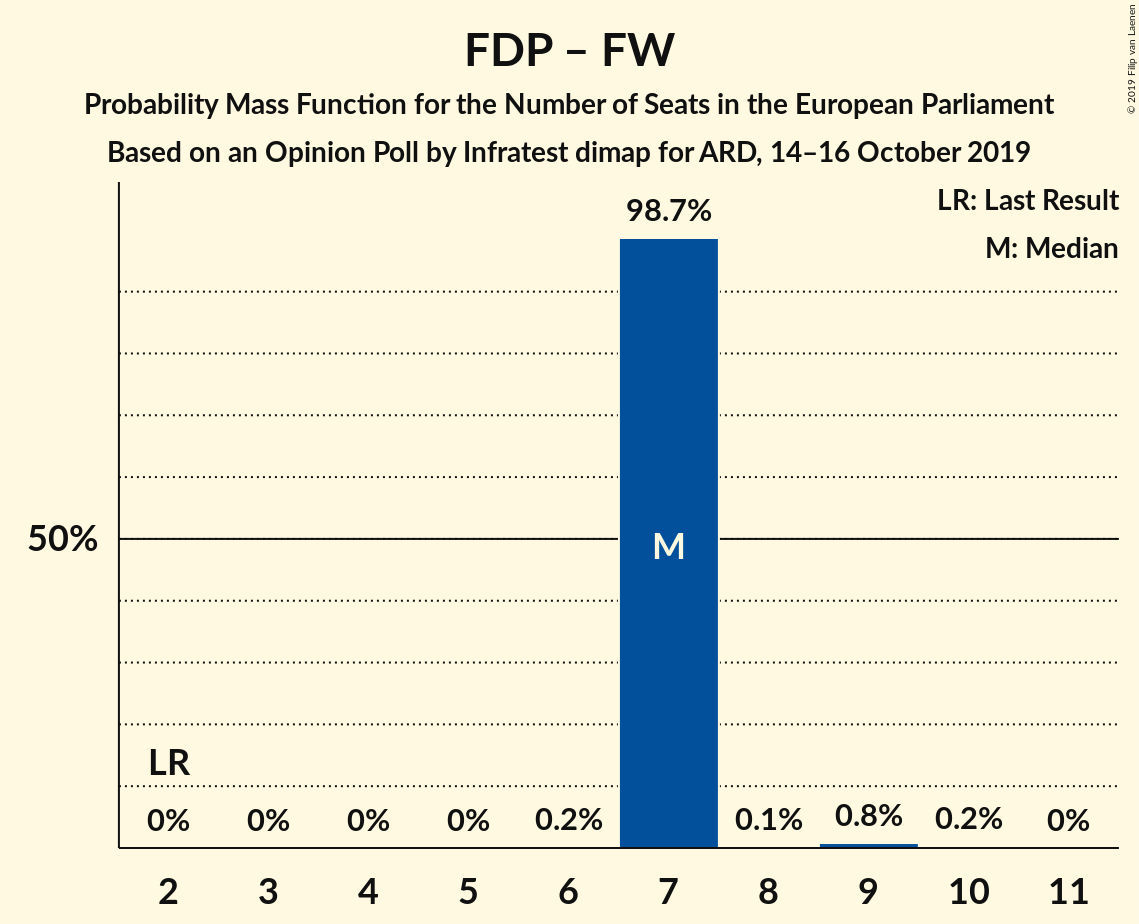 FDP – FW
Probability Mass Function for the Number of Seats in the European Parliament
Based on an Opinion Poll by Infratest dimap for ARD, 14–16 October 2019
© 2019 Filip van Laenen
LR: Last Result
M: Median
98.7%
50%
M
LR
0% 0% 0% 0% 0.2% 0.1% 0.8% 0.2% 0%
2 3 4 5 6 7 8 9 10 11